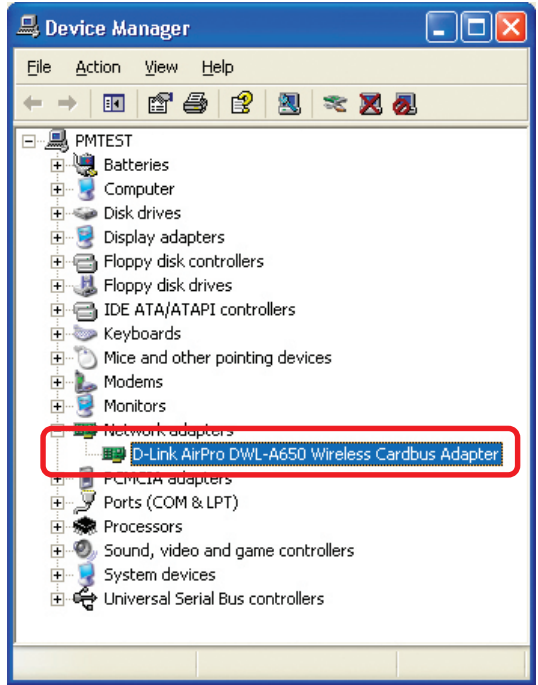 Device Manager
File Action View Help
PMTEST
Batteries
Computer
Disk drives
Display adapters
Floppy disk controllers
Floppy disk drives
IDE ATA/ATAPI controllers
Keyboards
Mice and other pointing devices
Modems
Monitors
Network adapters
D-Link AirPro DWL-A650 Wireless Cardbus Adapter
PCMCIA adapters
Ports (COM & LPT)
Processors
Sound, video and game controllers
System devices
Universal Serial Bus controllers